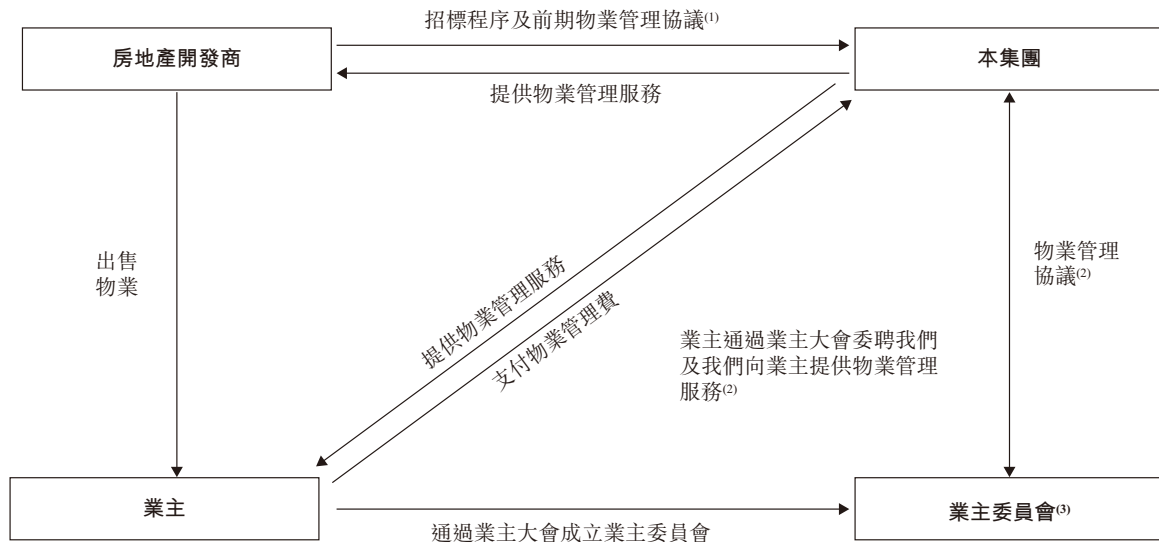 招標程序及前期物業管理協議(1)
房地產開發商
本集團
提供物業管理服務
出售
物業
物業管理
協議(2)
提供物業管理服務
支付物業管理費
業主通過業主大會委聘我們
及我們向業主提供物業管理
服務(2)
業主
業主委員會(3)
通過業主大會成立業主委員會